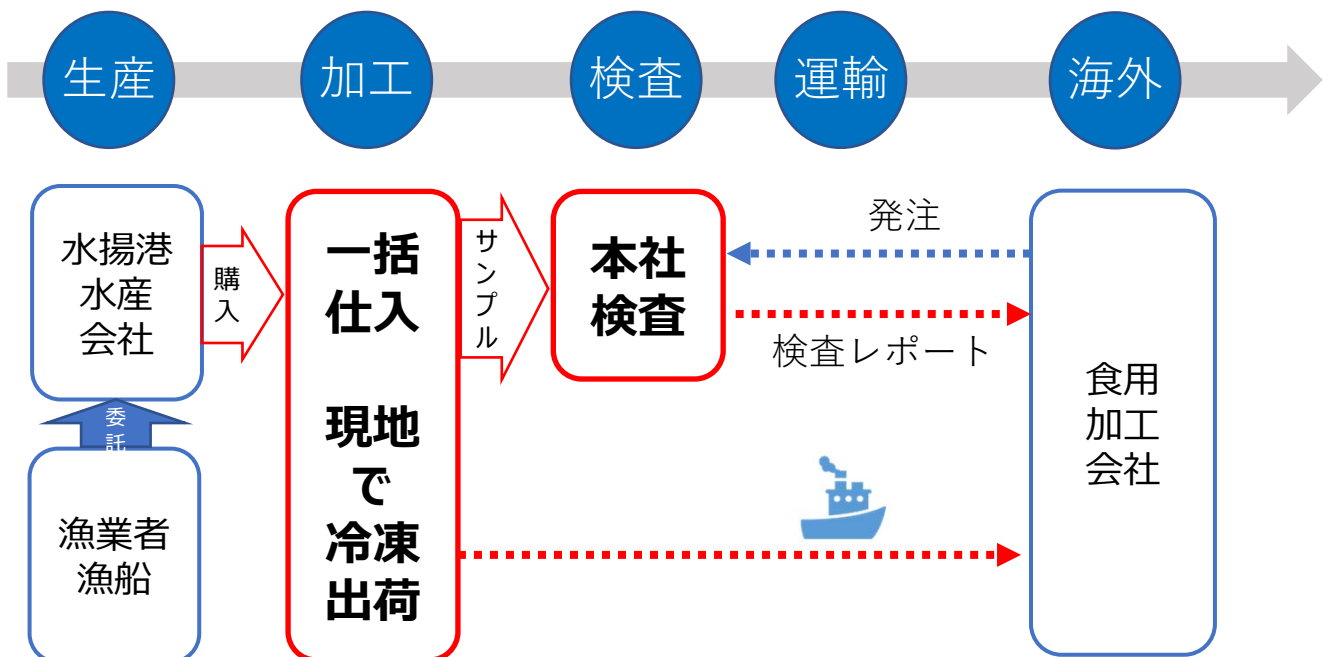 生産
加工
検査
運輸
海外
水揚港
水産
会社
購
入
委
託
漁業者
漁船
一括
仕入
現地
で
冷凍
出荷
サ
ン
プ
ル
本社
検査
発注
検査レポート
食用
加工
会社